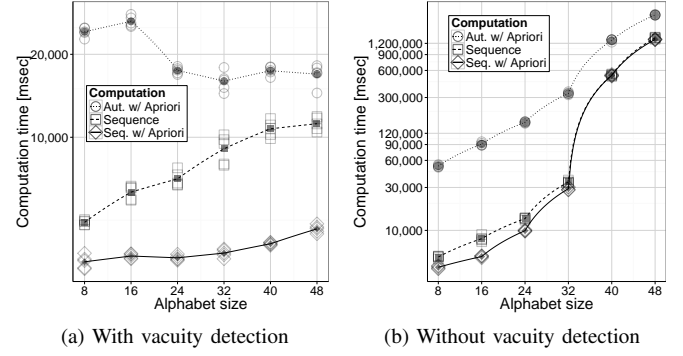 Computation time [msec]
20,000
10,000
Computation
Aut. w/ Apriori
Sequence
Seq. w/ Apriori
8 16 24 32 40 48
Alphabet size
(a) With vacuity detection
Computation time [msec]
1,200,000
900,000
600,000
300,000
120,000
90,000
60,000
30,000
10,000
Computation
Aut. w/ Apriori
Sequence
Seq. w/ Apriori
8 16 24 32 40 48
Alphabet size
(b) Without vacuity detection